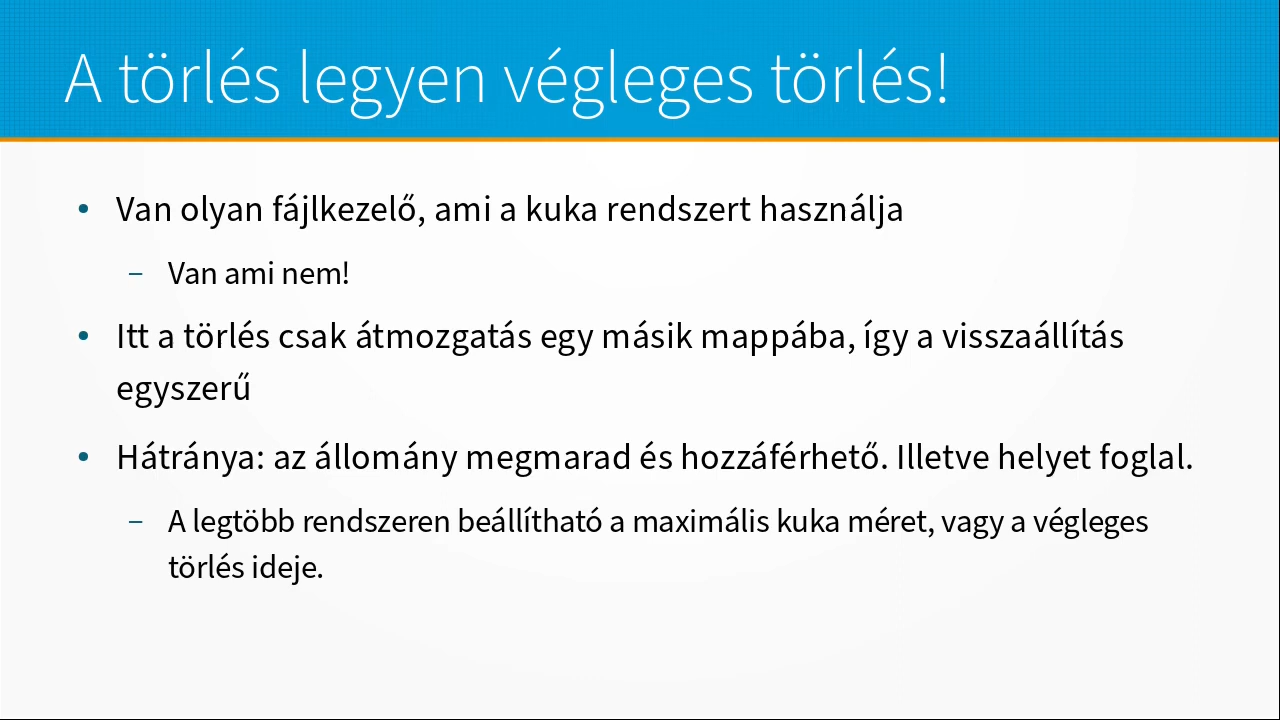 A törlés legyen végleges törlés!
• Van olyan fájlkezelő, ami a kuka rendszert használja
– Van ami nem!
• Itt a törlés csak átmozgatás egy másik mappába, így a visszaállítás
egyszerű
• Hátránya: az állomány megmarad és hozzáférhető. Illetve helyet foglal.
– A legtöbb rendszeren beállítható a maximális kuka méret, vagy a végleges
törlés ideje.